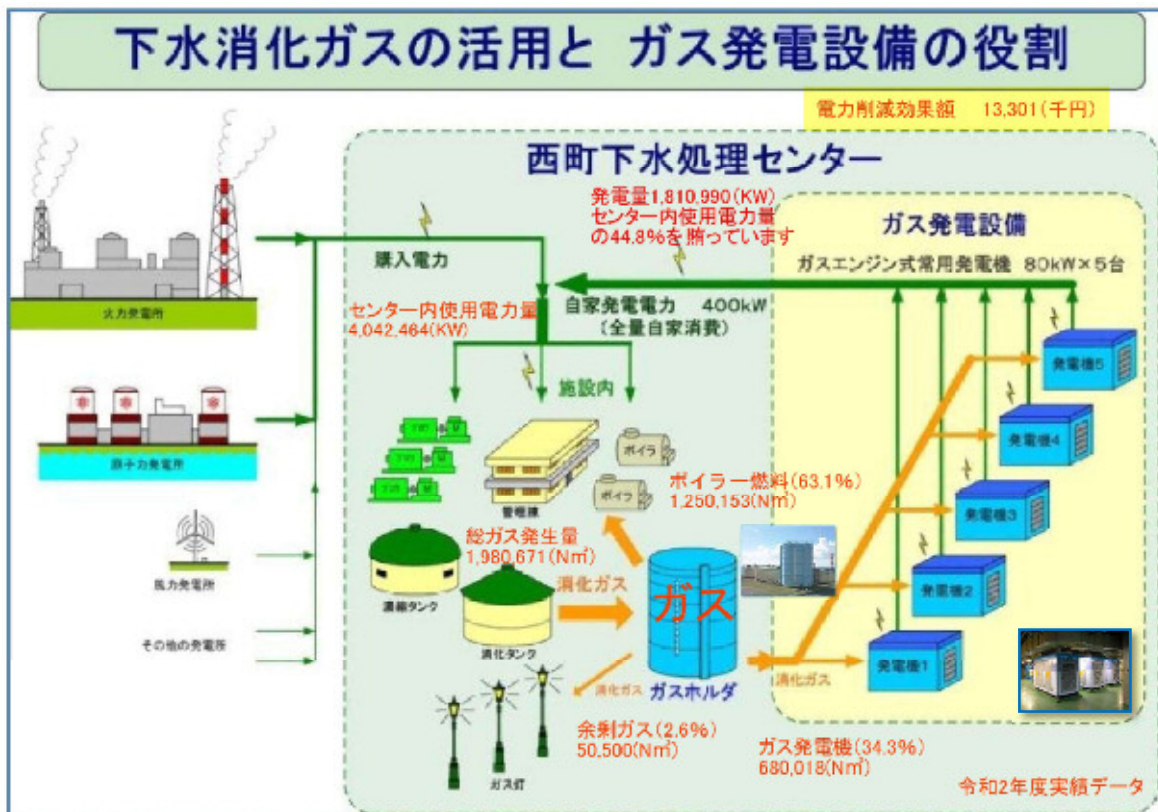 下水消化ガスの活用と ガス発電設備の役割
電力削減効果額 13,301(千円)
西町下水処理センター
発電量1,810,990(KW)
センター内使用電力量
の44.8%を賄っています
ガス発電設備
ガスエンジン式常用発電機 80kW×5台
購入電力
自家発電電力 400kW
(全量自家消費)
センター内使用電力量
4,042,464(KW)
火力発電所
施設内
発電機5
発電機4
発電機3
発電機2
発電機1
原子力発電所
ボイラ
ボイラ
管理棟
ボイラー燃料(63.1%)
1,250,153(N㎥)
総ガス発生量
1,980,671(N㎥)
風力発電所
濃縮タンク
消化ガス
ガス
消化タンク
その他の発電所
消化ガス
消化ガス
ガスホルダ
余剰ガス(2.6%)
50,500(N㎥)
ガス灯
ガス発電機(34.3%)
680,018(N㎥)
令和2年度実績データ